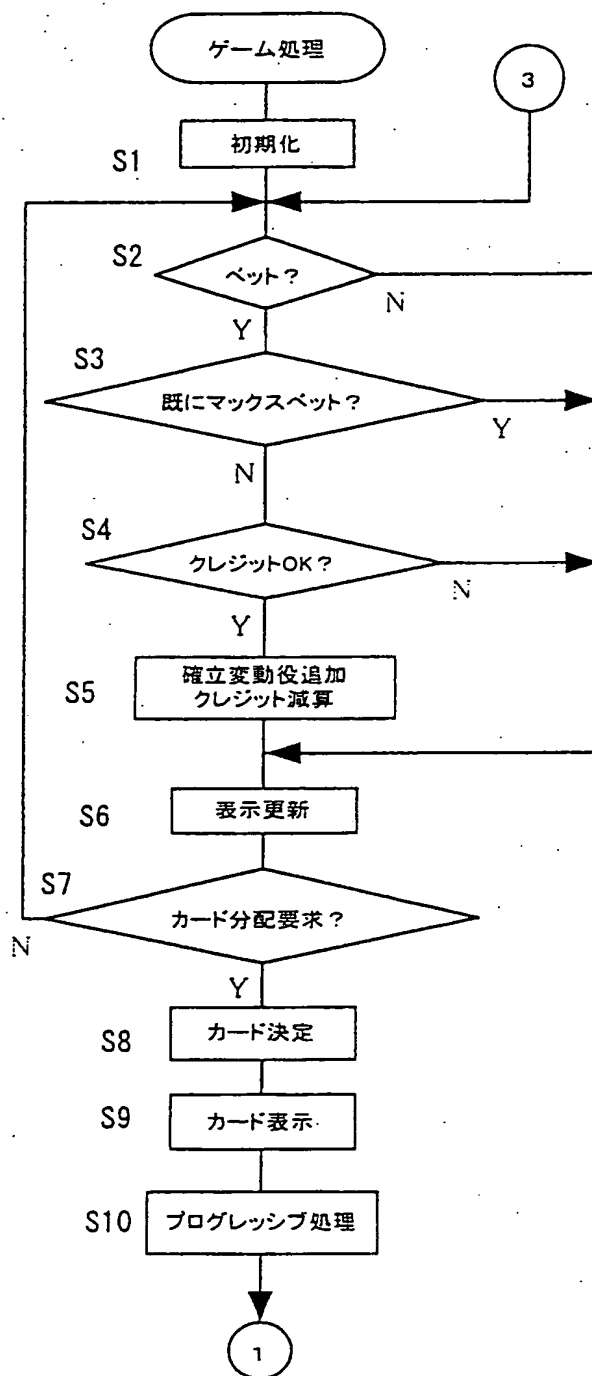 ゲーム処理
3
初期化
S1
S2
ベット?
N
Y
S3
既にマックスベット?
Y
N
S4
クレジットOK?
N
Y
S5
確立変動役追加
クレジット減算
S6
表示更新
S7
カード分配要求?
N
Y
S8
カード決定
S9
カード表示
S10
プログレッシブ処理
1